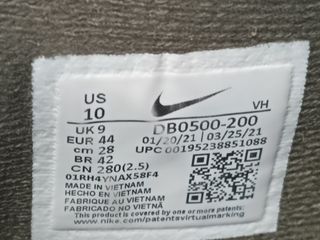 US
10
VH
UK 9
DB0500-200
EUR 44
01/20/21 | 03/25/21
cm 28
UPC 00195238851088
BR 42
CN 280(2.5)
01RH4YNAX58F4
MADE IN VIETNAM
HECHO EN VIETNAM
FABRIQUE AU VIETNAM
FABRICADO NO VIETNÃ
This product is covered by one or more patents
www.nike.com/patentvirtualmarking